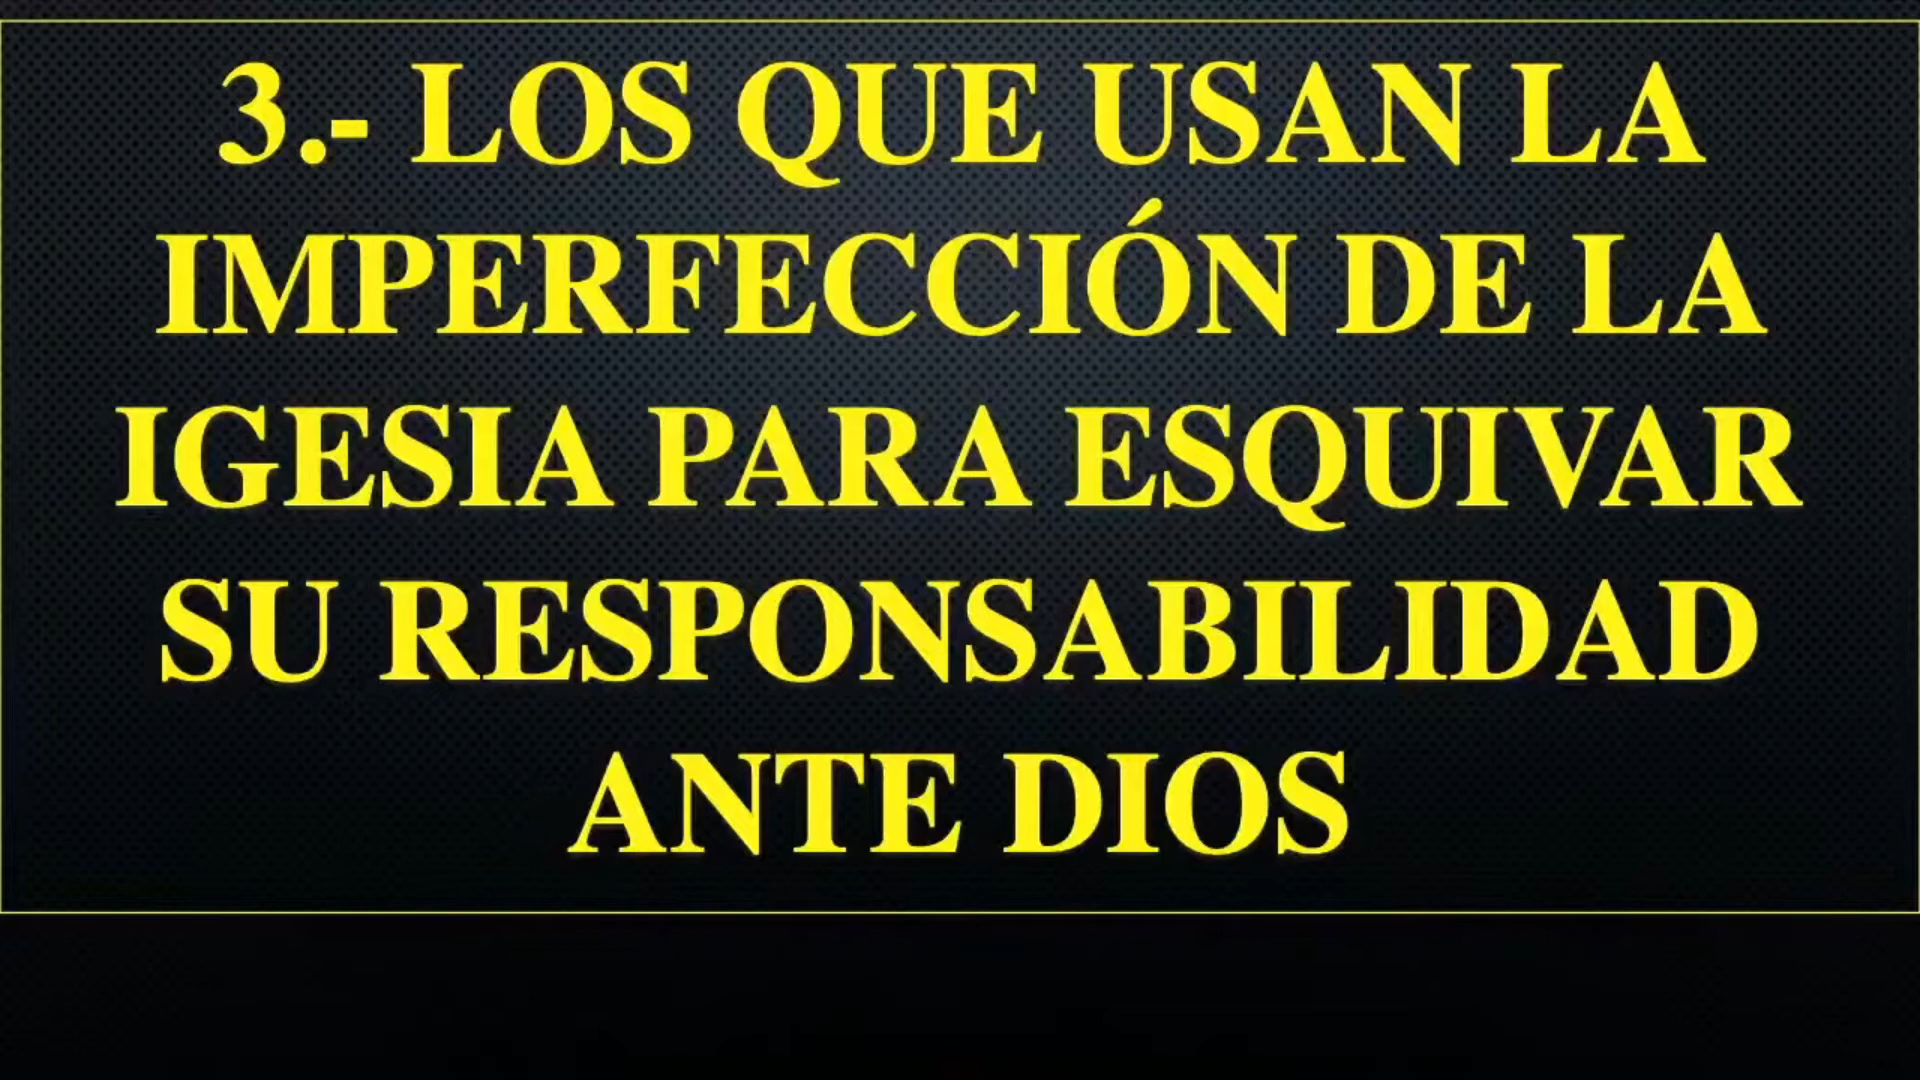 3.- LOS QUE USAN LA
IMPERFECCIÓN DE LA
IGESIA PARA ESQUIVAR
SU RESPONSABILIDAD
ANTE DIOS